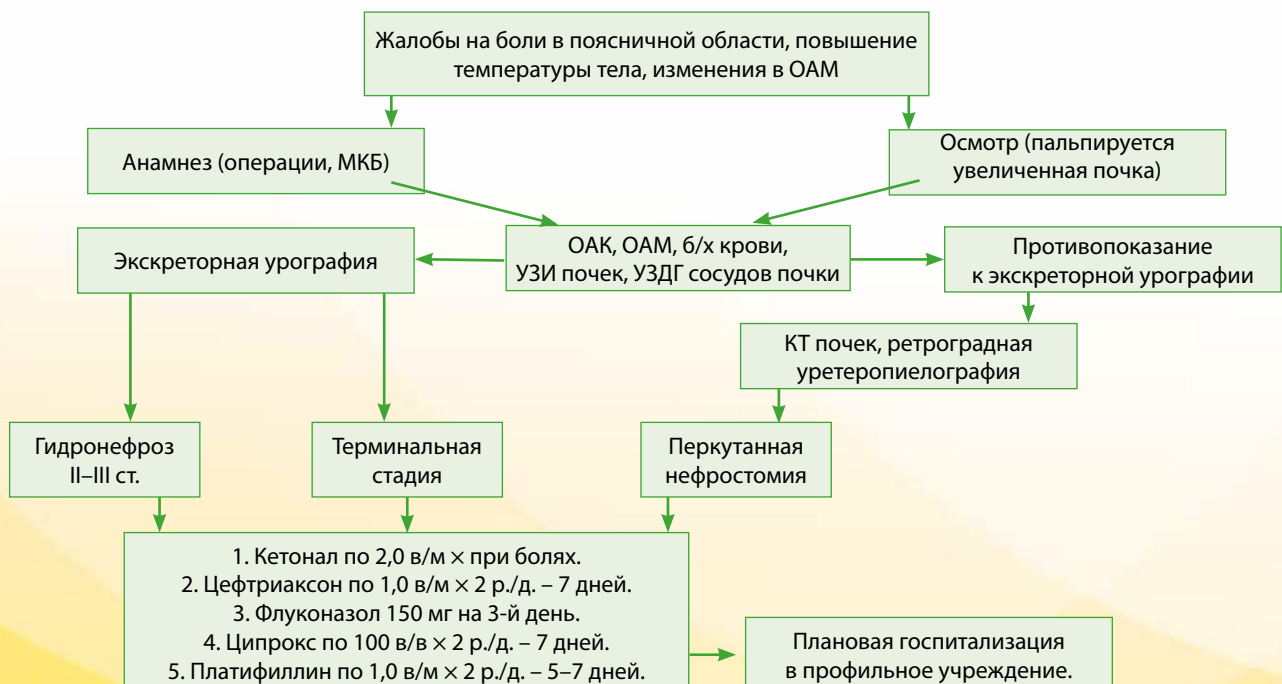 Жалобы на боли в поясничной области, повышение
температуры тела, изменения в ОАМ
Анамнез (операции, МКБ)
Осмотр (пальпируется
увеличенная почка)
ОАК, ОАМ, б/х крови,
УЗИ почек, УЗДГ сосудов почки
Экскреторная урография
Противопоказание
к экскреторной урографии
КТ почек, ретроградная
уретеропиелография
Гидронефроз
II–III ст.
Терминальная
стадия
Перкутанная
нефростомия
1. Кетонал по 2,0 в/м × при болях.
2. Цефтриаксон по 1,0 в/м × 2 р./д. – 7 дней.
3. Флуконазол 150 мг на 3-й день.
4. Ципрокс по 100 в/в × 2 р./д. – 7 дней.
5. Платифиллин по 1,0 в/м × 2 р./д. – 5–7 дней.
Плановая госпитализация
в профильное учреждение.